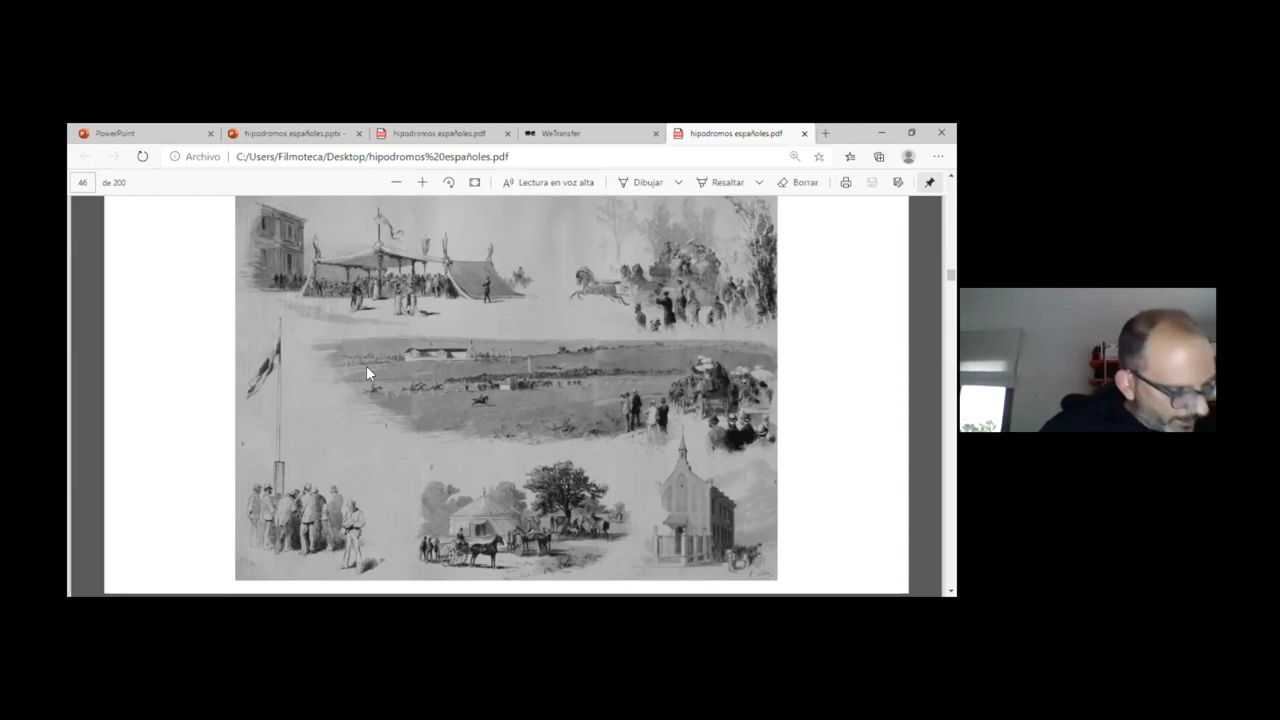 PowerPoint
hipodromos españoles.pptx -
hipodromos españoles.pdf
WeTransfer
hipodromos españoles.pdf
Archivo
C:/Users/Filmoteca/Desktop/hipodromos%20españoles.pdf
46 de 200
Lectura en voz alta
Dibujar
Resaltar
Borrar